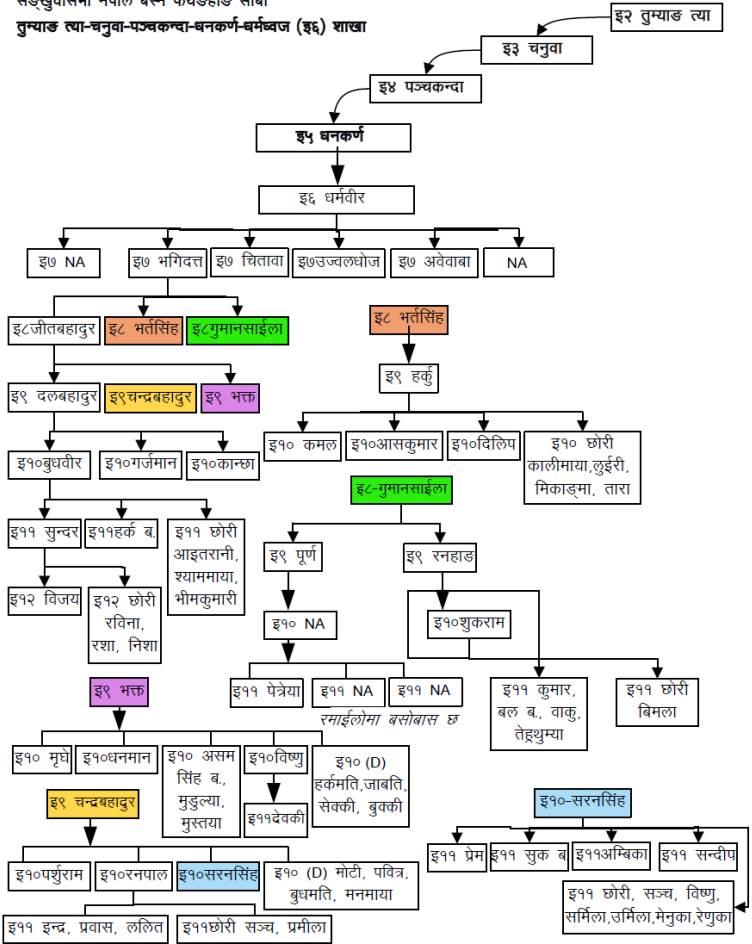 सङखुवासभा नेपाल बस्ने फेयङहाङ साबा
तुम्याङ त्या-चनुवा-पञ्चकन्दा-धनकर्ण-धर्मध्वज (इ६) शाखा
इ२ तुम्याङ त्या
इ३ चनुवा
इ४ पञ्चकन्दा
इ५ धनकर्ण
इ६ धर्मवीर
इ७ NA
इ७ भगिदत्त
इ७ चितावा
इ७उज्वलधोज
इ७ अवेवाबा
NA
इ८जीतबहादुर
इ८ भर्तसिंह
इ८गुमानसाईला
इ८ भर्तसिंह
इ९ हर्कु
इ९ दलबहादुर
इ९चन्द्रबहादुर
इ९ भक्त
इ१० कमल
इ१०आसकुमार
इ१०दिलिप
इ१० छोरी
कालीमाया,लुईरी,
मिकाङ्मा, तारा
इ१०बुधवीर
इ१०गर्जमान
इ१०कान्छा
इ८-गुमानसाईला
इ११ सुन्दर
इ११हर्क ब.
इ११ छोरी
आइतरानी,
श्याममाया,
भीमकुमारी
इ९ पूर्ण
इ९ रनहाङ
इ१२ विजय
इ१२ छोरी
रविना,
रशा, निशा
इ१० NA
इ१०शुकराम
इ११ पेत्रेया
इ११ NA
इ११ NA
रमाईलोमा बसोबास छ
इ११ कुमार,
बल ब., वाकु,
तेह्रथुम्या
इ११ छोरी
बिमला
इ९ भक्त
इ१० मृघे
इ१०धनमान
इ१० असम
सिंह ब.,
मुडुल्या,
मुस्तया
इ१०विष्णु
इ१० (D)
हर्कमति,जाबति,
सेक्की, बुक्की
इ११देवकी
इ९ चन्द्रबहादुर
इ१०-सरनसिंह
इ१०पर्शुराम
इ१०रनपाल
इ१०सरनसिंह
इ१० (D) मोटी, पवित्र,
बुधमति, मनमाया
इ११ प्रेम
इ११ सुक ब.
इ११अम्बिका
इ११ सन्दीप
इ११ छोरी, सञ्च, विष्णु,
सर्मिला,उर्मिला,मेनुका,रेणुका
इ११ इन्द्र, प्रवास, ललित
इ११छोरी सञ्च, प्रमीला